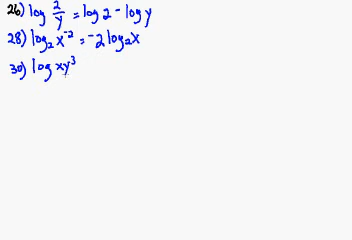 26) log 2/y = log 2 - log y
28) log₂ x⁻² = -2 log₂ x
30) log xy³